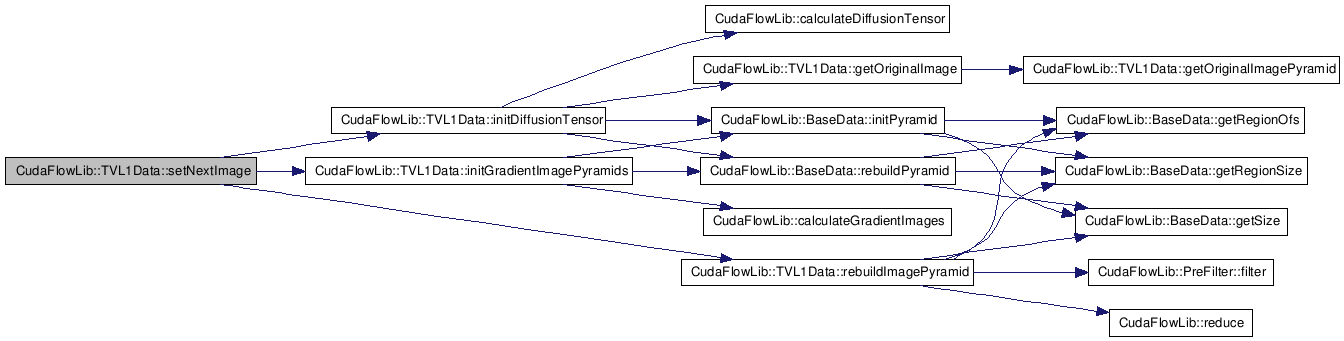 CudaFlowLib::calculateDiffusionTensor
CudaFlowLib::TVL1Data::getOriginalImage
CudaFlowLib::TVL1Data::getOriginalImagePyramid
CudaFlowLib::TVL1Data::initDiffusionTensor
CudaFlowLib::BaseData::initPyramid
CudaFlowLib::BaseData::getRegionOfs
CudaFlowLib::TVL1Data::setNextImage
CudaFlowLib::TVL1Data::initGradientImagePyramids
CudaFlowLib::BaseData::rebuildPyramid
CudaFlowLib::BaseData::getRegionSize
CudaFlowLib::calculateGradientImages
CudaFlowLib::BaseData::getSize
CudaFlowLib::TVL1Data::rebuildImagePyramid
CudaFlowLib::PreFilter::filter
CudaFlowLib::reduce